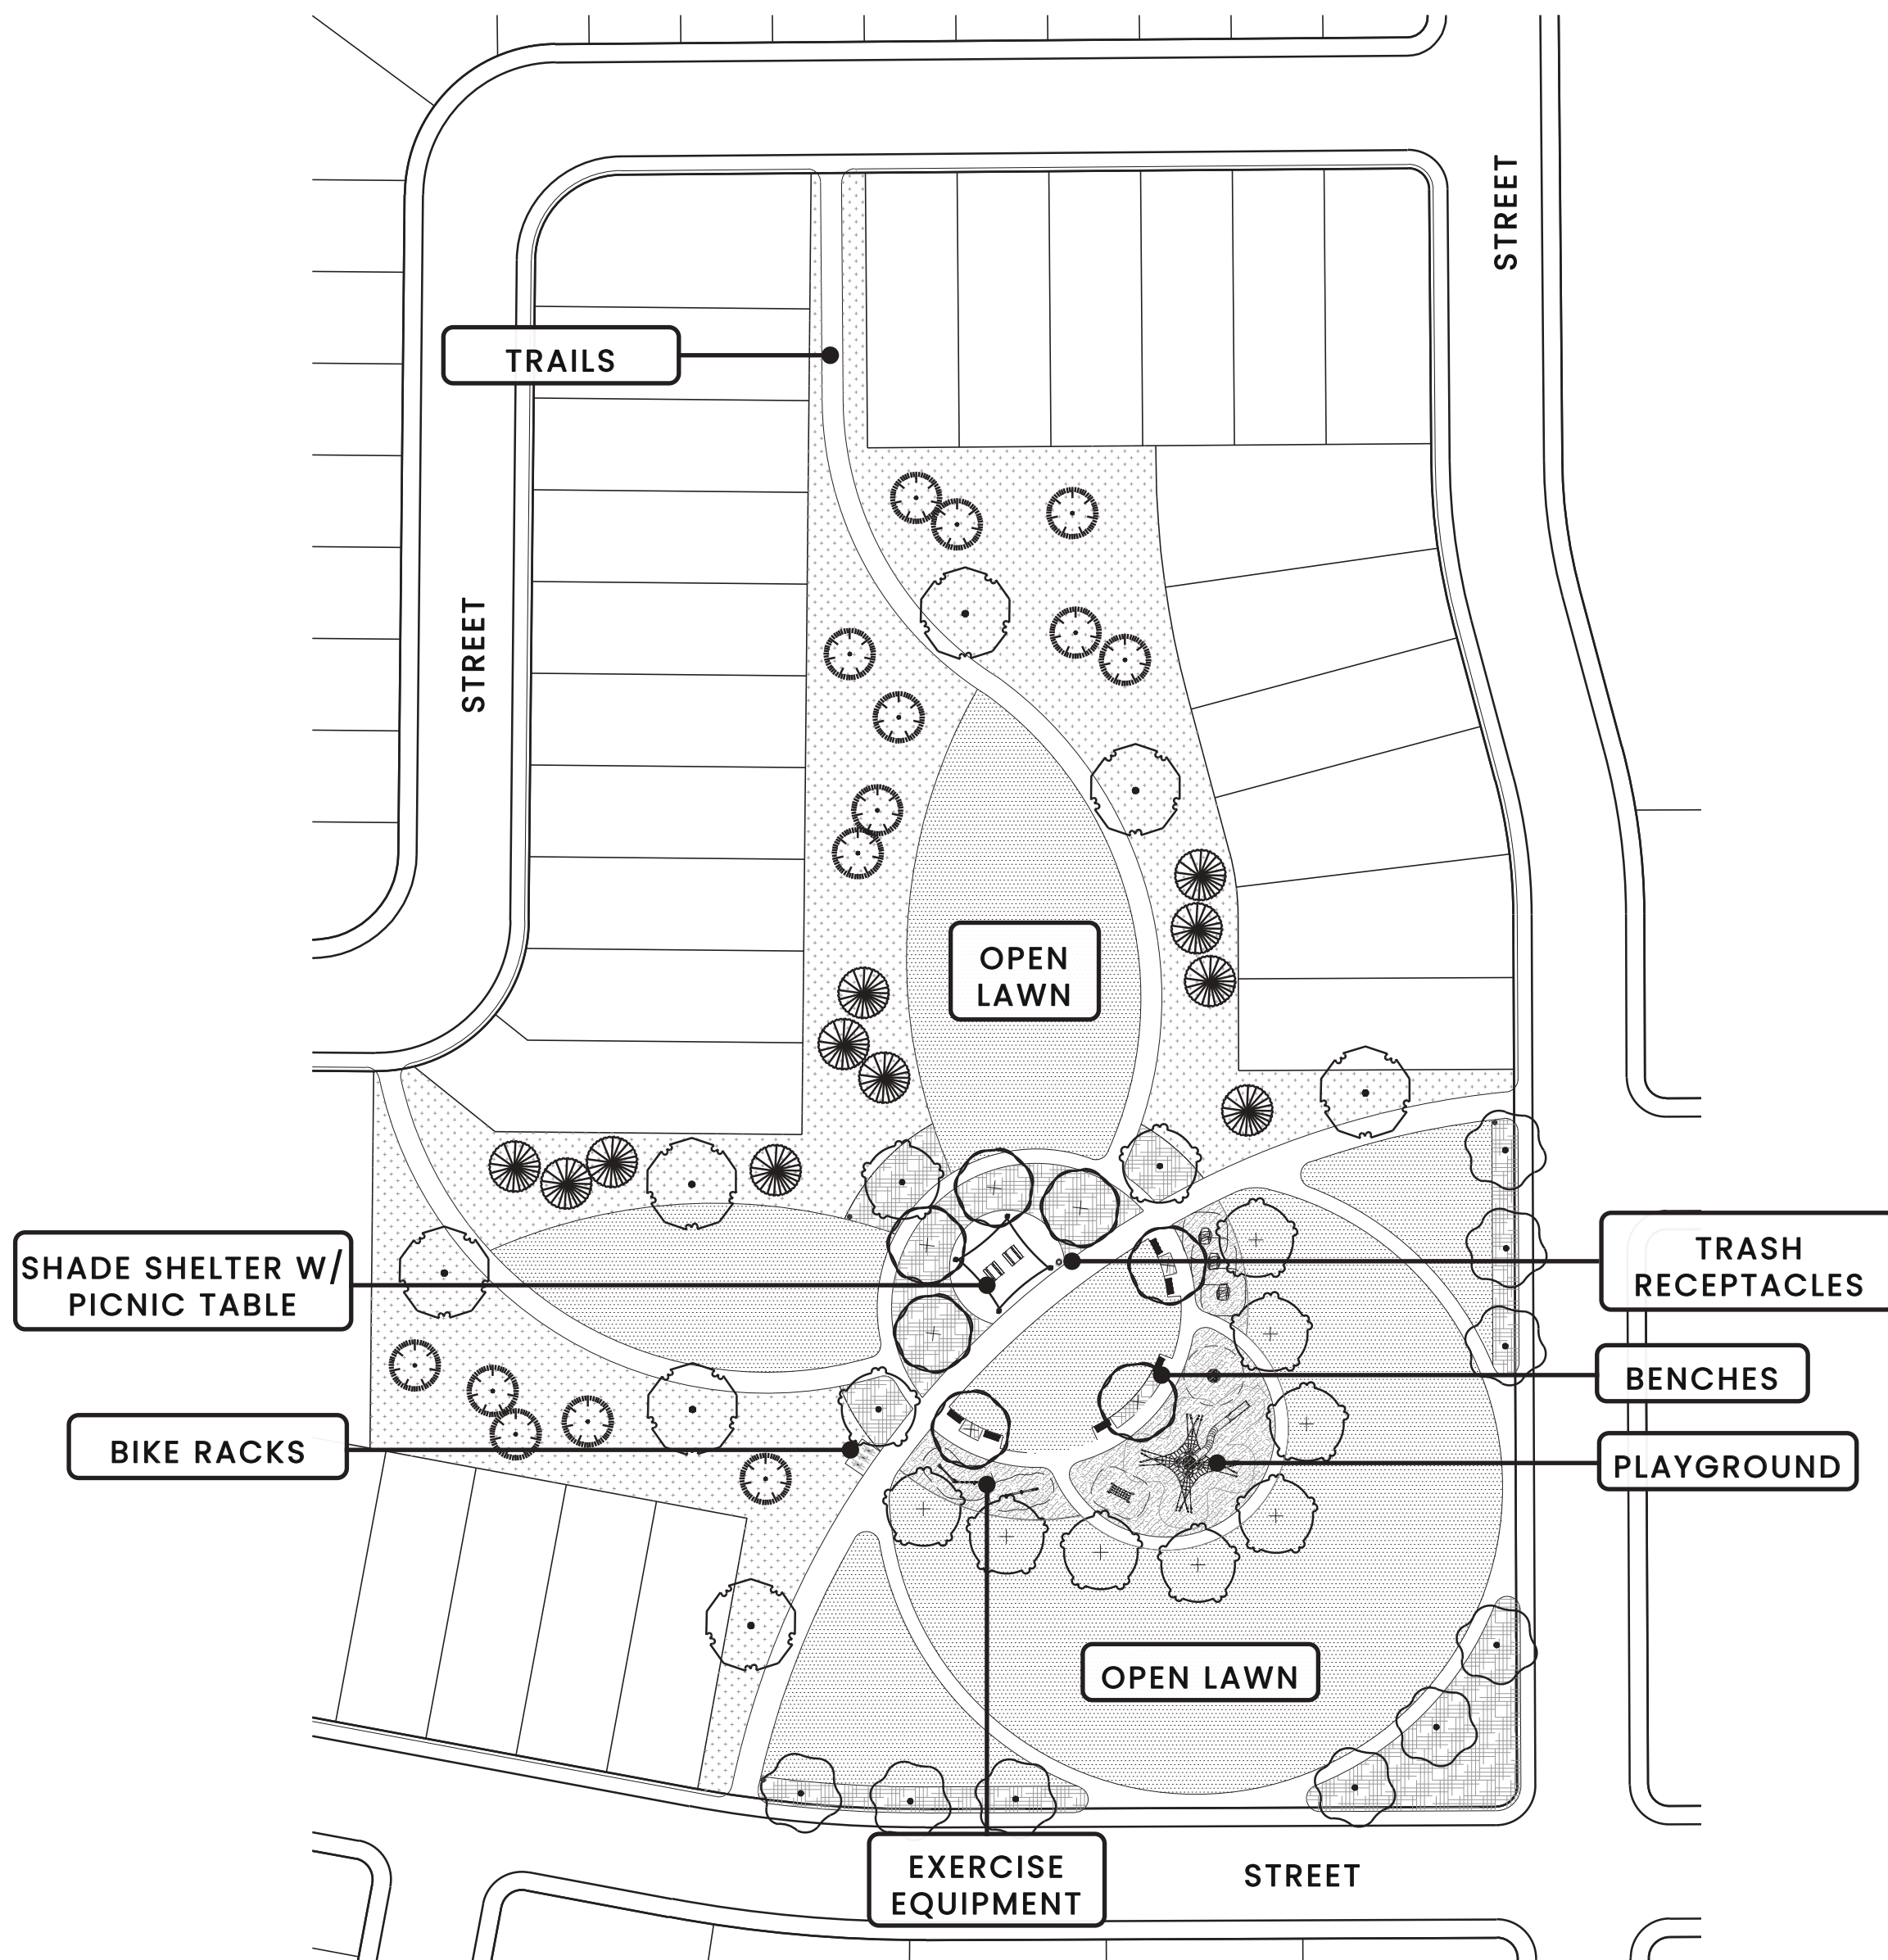 STREET
TRAILS
STREET
OPEN
LAWN
SHADE SHELTER W/
PICNIC TABLE
TRASH
RECEPTACLES
BENCHES
BIKE RACKS
PLAYGROUND
OPEN LAWN
EXERCISE
EQUIPMENT
STREET